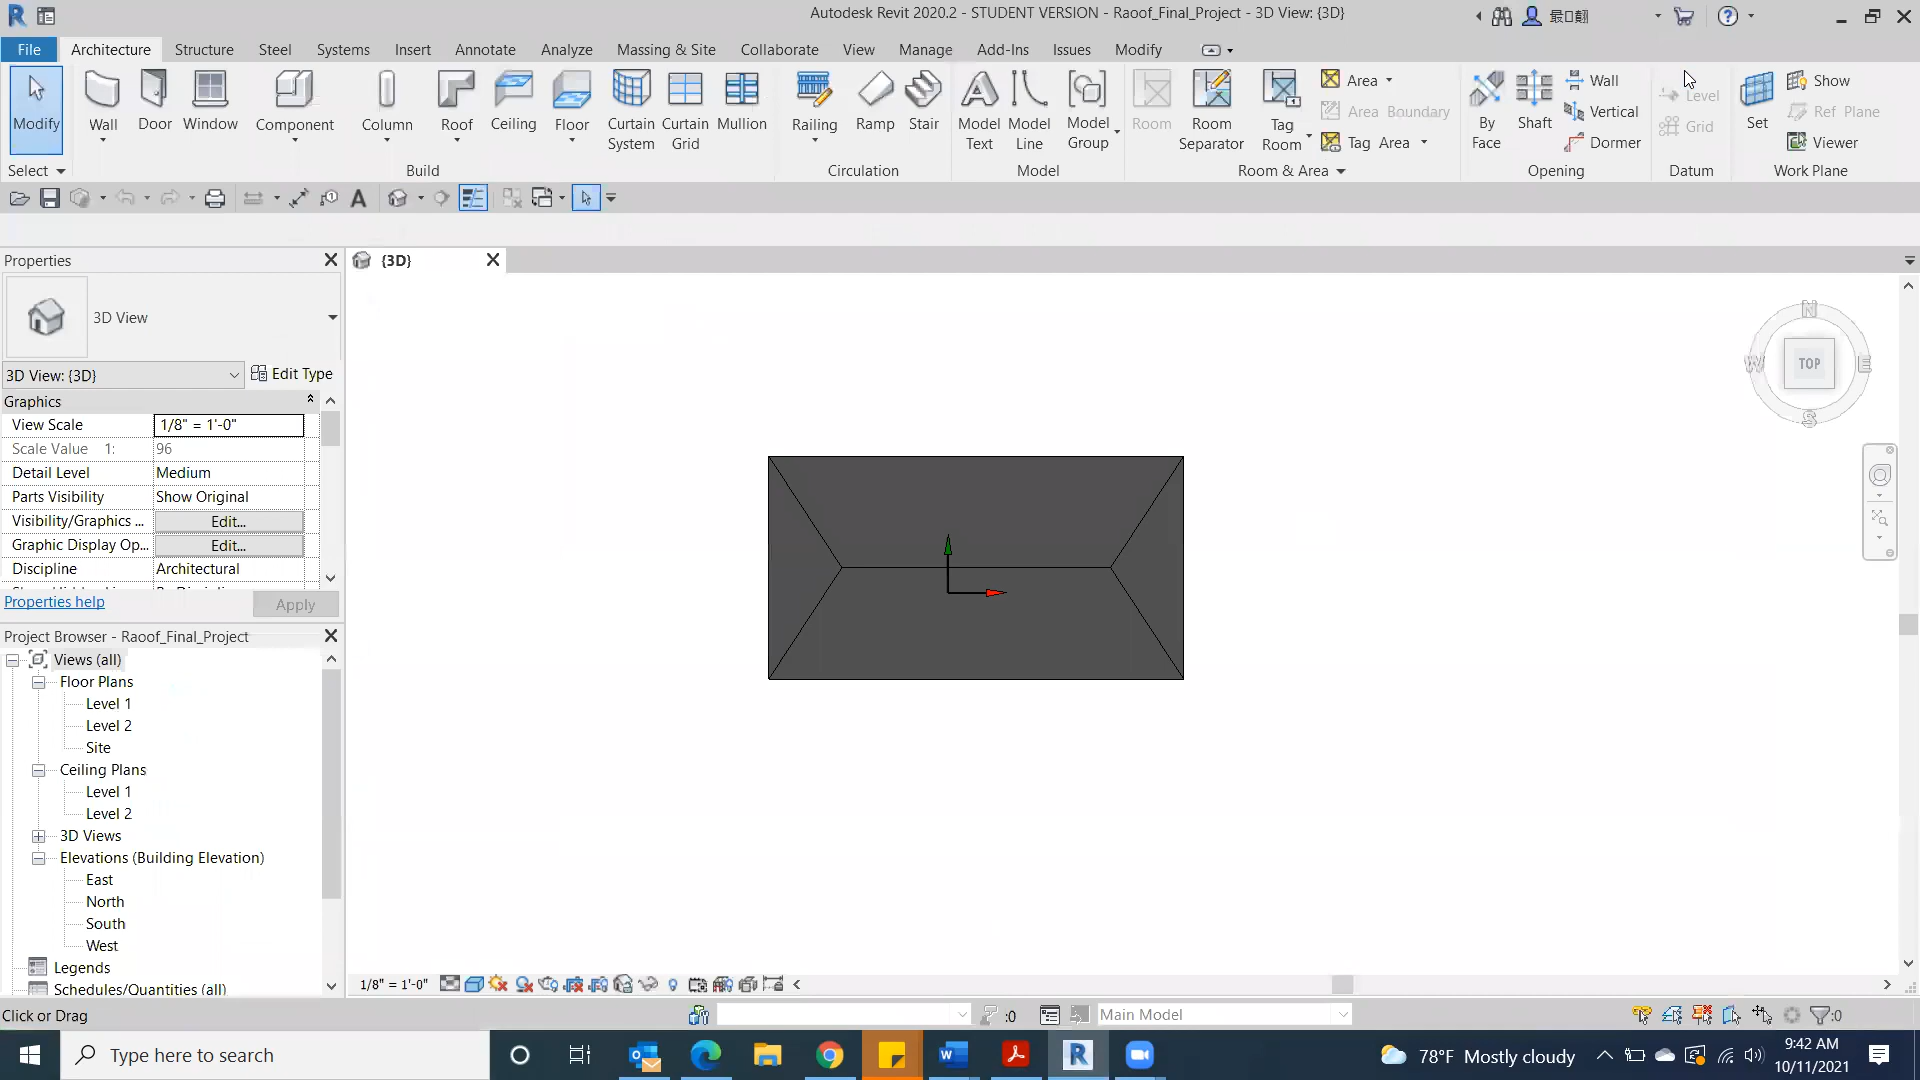 Autodesk Revit 2020.2 - STUDENT VERSION - Raoof_Final_Project - 3D View: {3D}
File Architecture Structure Steel Systems Insert Annotate Analyze Massing & Site Collaborate View Manage Add-Ins Issues Modify
Modify Wall Door Window Component Column Roof Ceiling Floor Curtain System Curtain Grid Mullion Railing Ramp Stair Model Text Model Line Model Group Room Room Separator Tag Room
Area
Area Boundary
Tag Area
By Face Shaft
Wall
Vertical
Dormer
Level
Grid
Set
Show
Ref Plane
Viewer
Select Build Circulation Model Room & Area Opening Datum Work Plane
Properties
{3D}
3D View
3D View: {3D} Edit Type
Graphics
View Scale 1/8" = 1'-0"
Scale Value 1: 96
Detail Level Medium
Parts Visibility Show Original
Visibility/Graphics ... Edit...
Graphic Display Op... Edit...
Discipline Architectural
Properties help Apply
Project Browser - Raoof_Final_Project
Views (all)
Floor Plans
Level 1
Level 2
Site
Ceiling Plans
Level 1
Level 2
3D Views
Elevations (Building Elevation)
East
North
South
West
Legends
Schedules/Quantities (all)
N
W TOP E
S
1/8" = 1'-0"
Click or Drag
:0
Main Model
:0
Type here to search
78°F Mostly cloudy
9:42 AM
10/11/2021